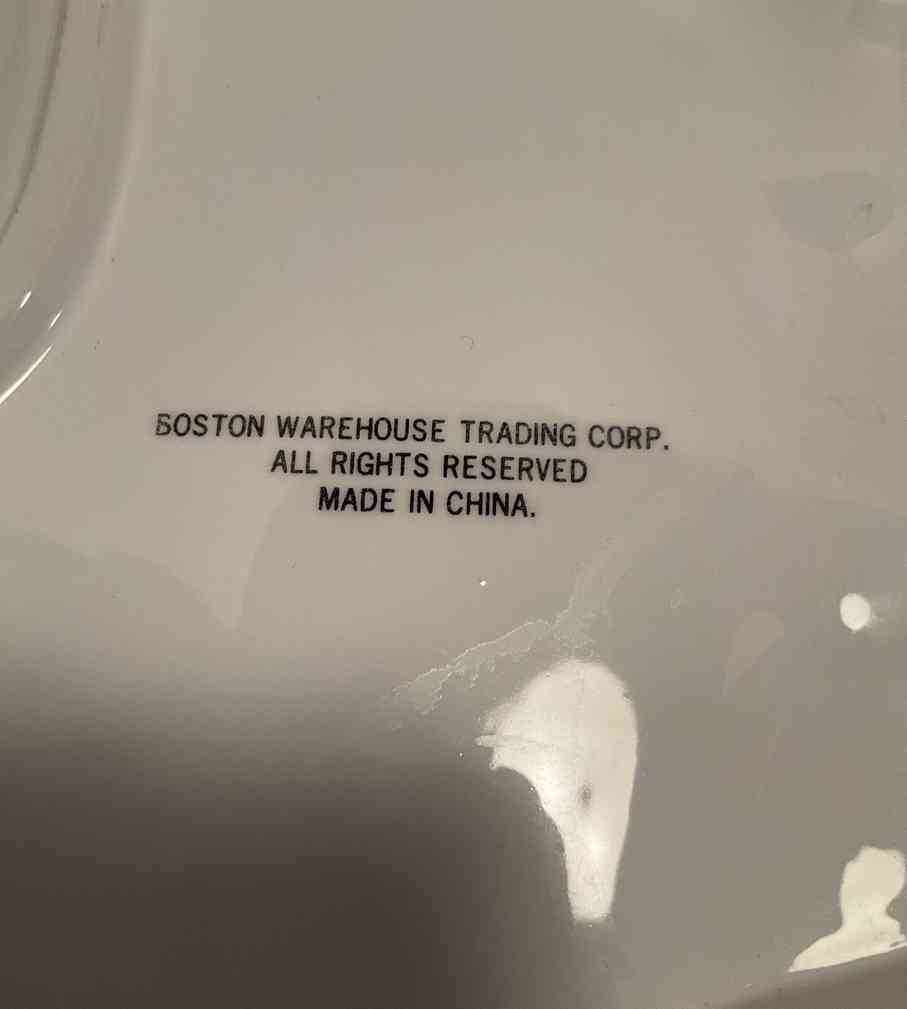 BOSTON WAREHOUSE TRADING CORP.
ALL RIGHTS RESERVED
MADE IN CHINA.